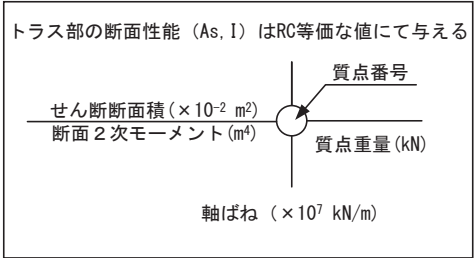 トラス部の断面性能（As,I）はRC等価な値にて与える
質点番号
せん断断面積(×10⁻² m²)
断面２次モーメント(m⁴)
質点重量(kN)
軸ばね（×10⁷ kN/m）